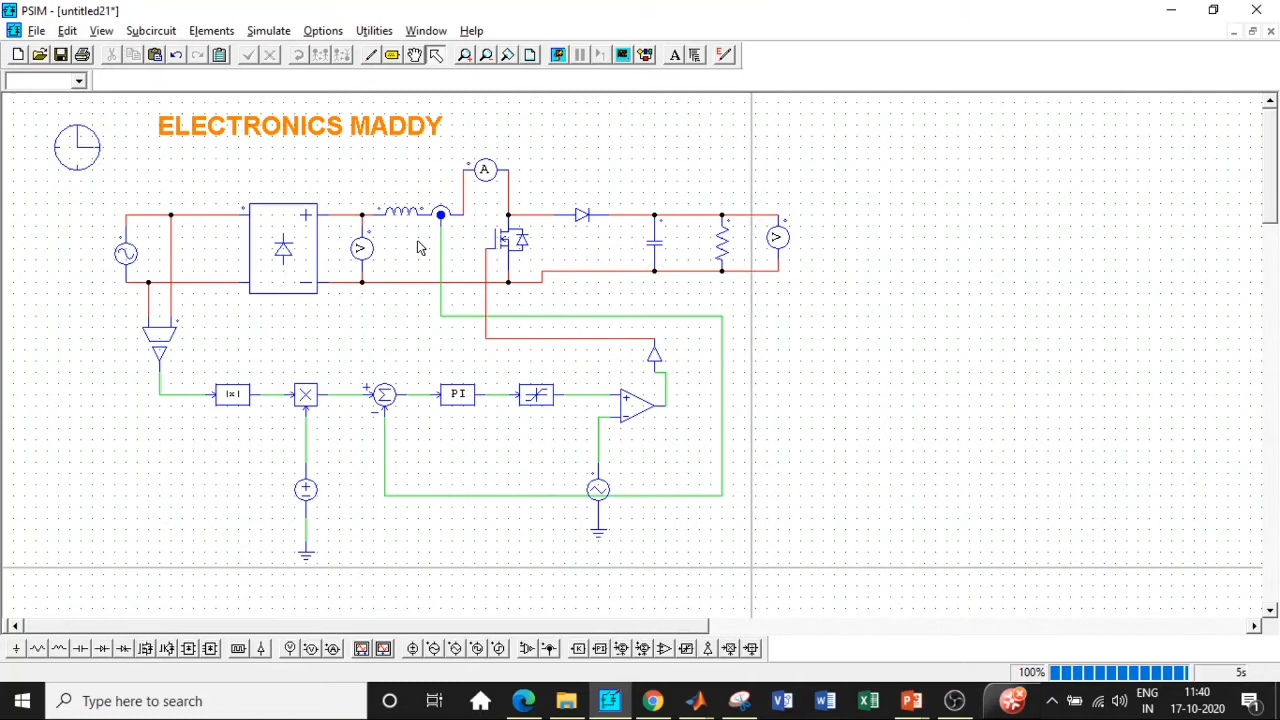 PSIM - [untitled21*]
File Edit View Subcircuit Elements Simulate Options Utilities Window Help
ELECTRONICS MADDY
A
V
V
|x|
PI
100%
5s
Type here to search
ENG
IN
11:40
17-10-2020